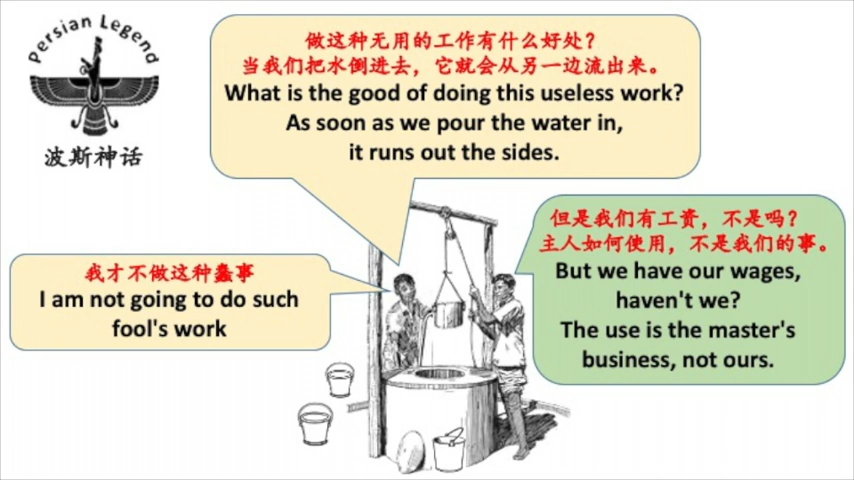 Persian Legend
波斯神话
做这种无用的工作有什么好处？
当我们把水倒进去，它就会从另一边流出来。
What is the good of doing this useless work?
As soon as we pour the water in,
it runs out the sides.
我才不做这种蠢事
I am not going to do such
fool's work
但是我们有工资，不是吗？
主人如何使用，不是我们的事。
But we have our wages,
haven't we?
The use is the master's
business, not ours.